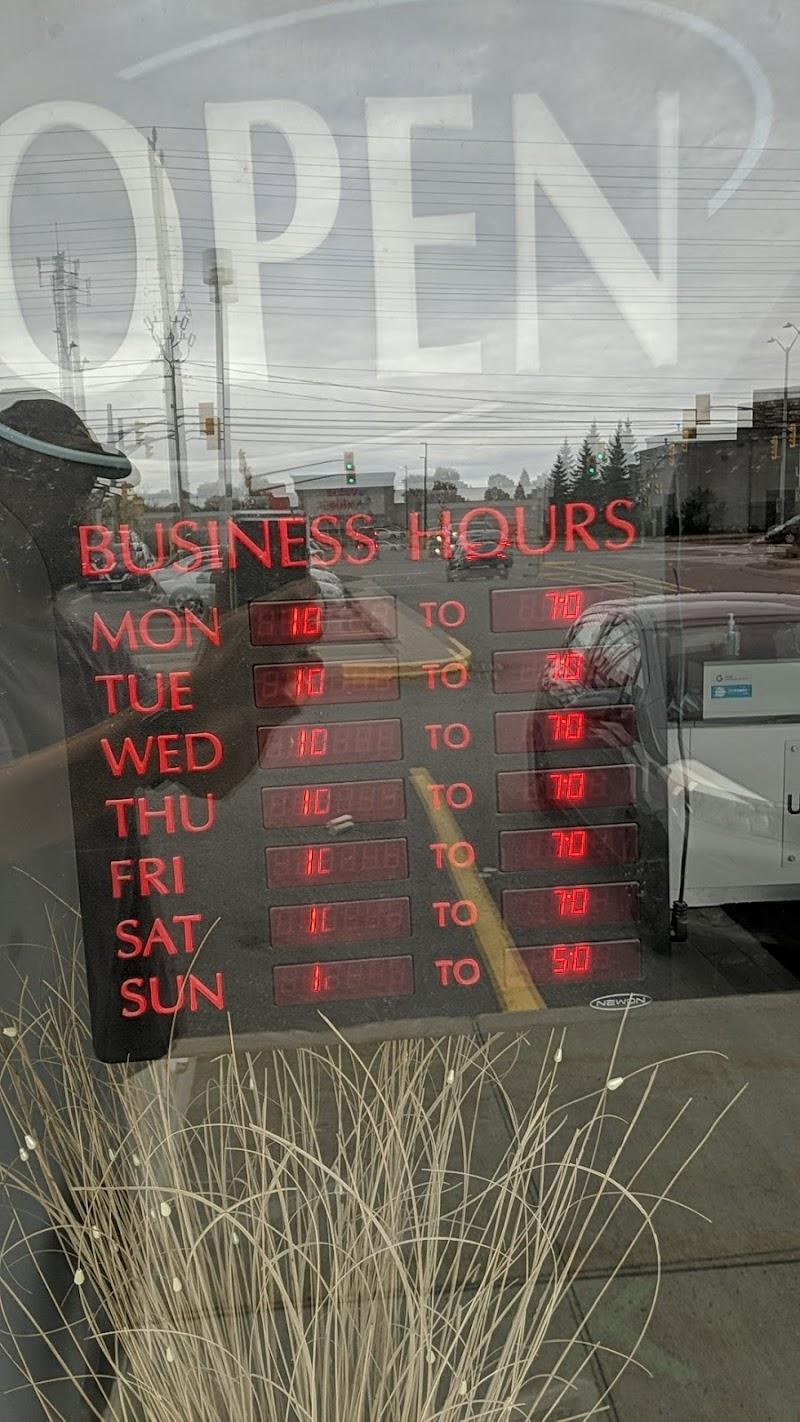 OPEN
BUSINESS HOURS
MON 10 TO 7:0
TUE 10 TO 7:0
WED 10 TO 7:0
THU 10 TO 7:0
FRI 10 TO 7:0
SAT 10 TO 7:0
SUN 1 TO 5:0
NEWON